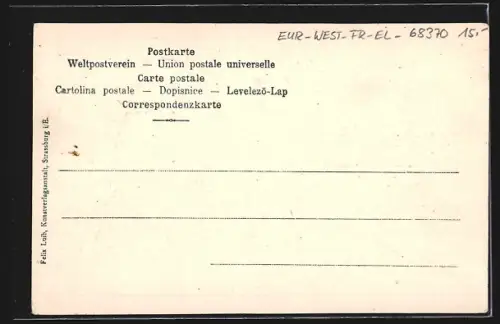 EUR-WEST-FR-EL- 68370 15,-
Postkarte
Weltpostverein — Union postale universelle
Carte postale
Cartolina postale — Dopisnice — Levelező-Lap
Correspondenzkarte
Felix Luib, Kunstverlagsanstalt, Strassburg i/E.